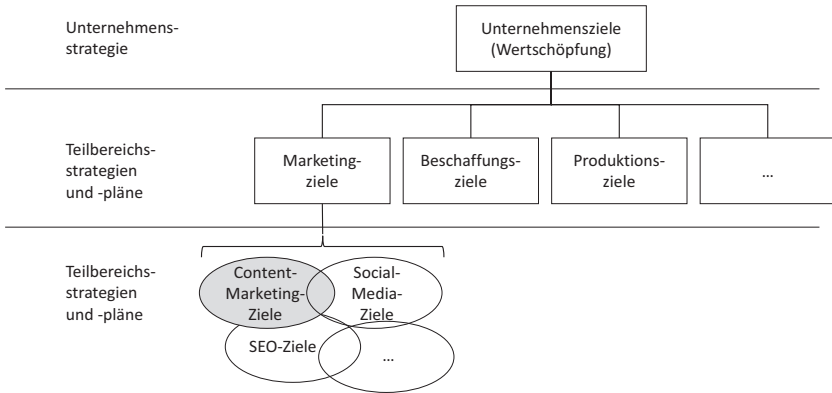 Unternehmens-
strategie
Unternehmensziele
(Wertschöpfung)
Teilbereichs-
strategien
und -pläne
Marketing-
ziele
Beschaffungs-
ziele
Produktions-
ziele
...
Teilbereichs-
strategien
und -pläne
Content-
Marketing-
Ziele
Social-
Media-
Ziele
SEO-Ziele
...